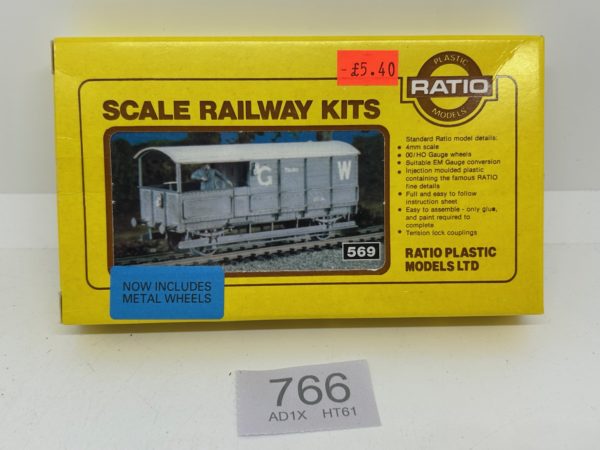 -£5.40
PLASTIC
RATIO
MODELS
SCALE RAILWAY KITS
Standard Ratio model details:
• 4mm scale
• 00/HO Gauge wheels
• Suitable EM Gauge conversion
• Injection moulded plastic
containing the famous RATIO
fine details
• Full and easy to follow
instruction sheet
• Easy to assemble - only glue,
and paint required to
complete
• Tension lock couplings
G W
569
RATIO PLASTIC
MODELS LTD
NOW INCLUDES
METAL WHEELS
766
AD1X HT61